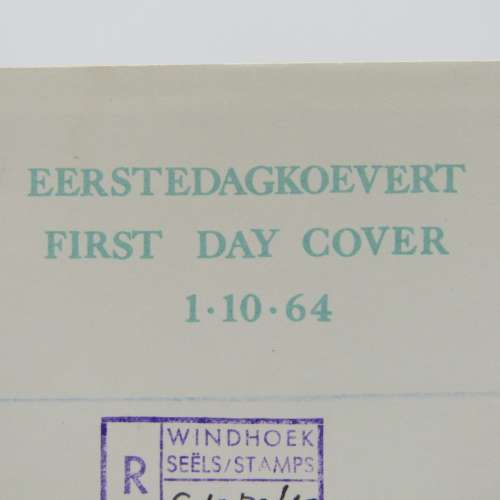 EERSTEDAGKOEVERT
FIRST DAY COVER
1·10·64
R
WINDHOEK
SEËLS/STAMPS